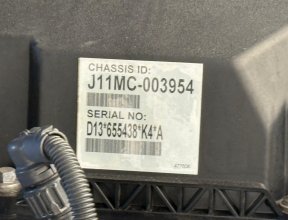 CHASSIS ID:
J11MC-003954
SERIAL NO:
D13*655438*K4*A